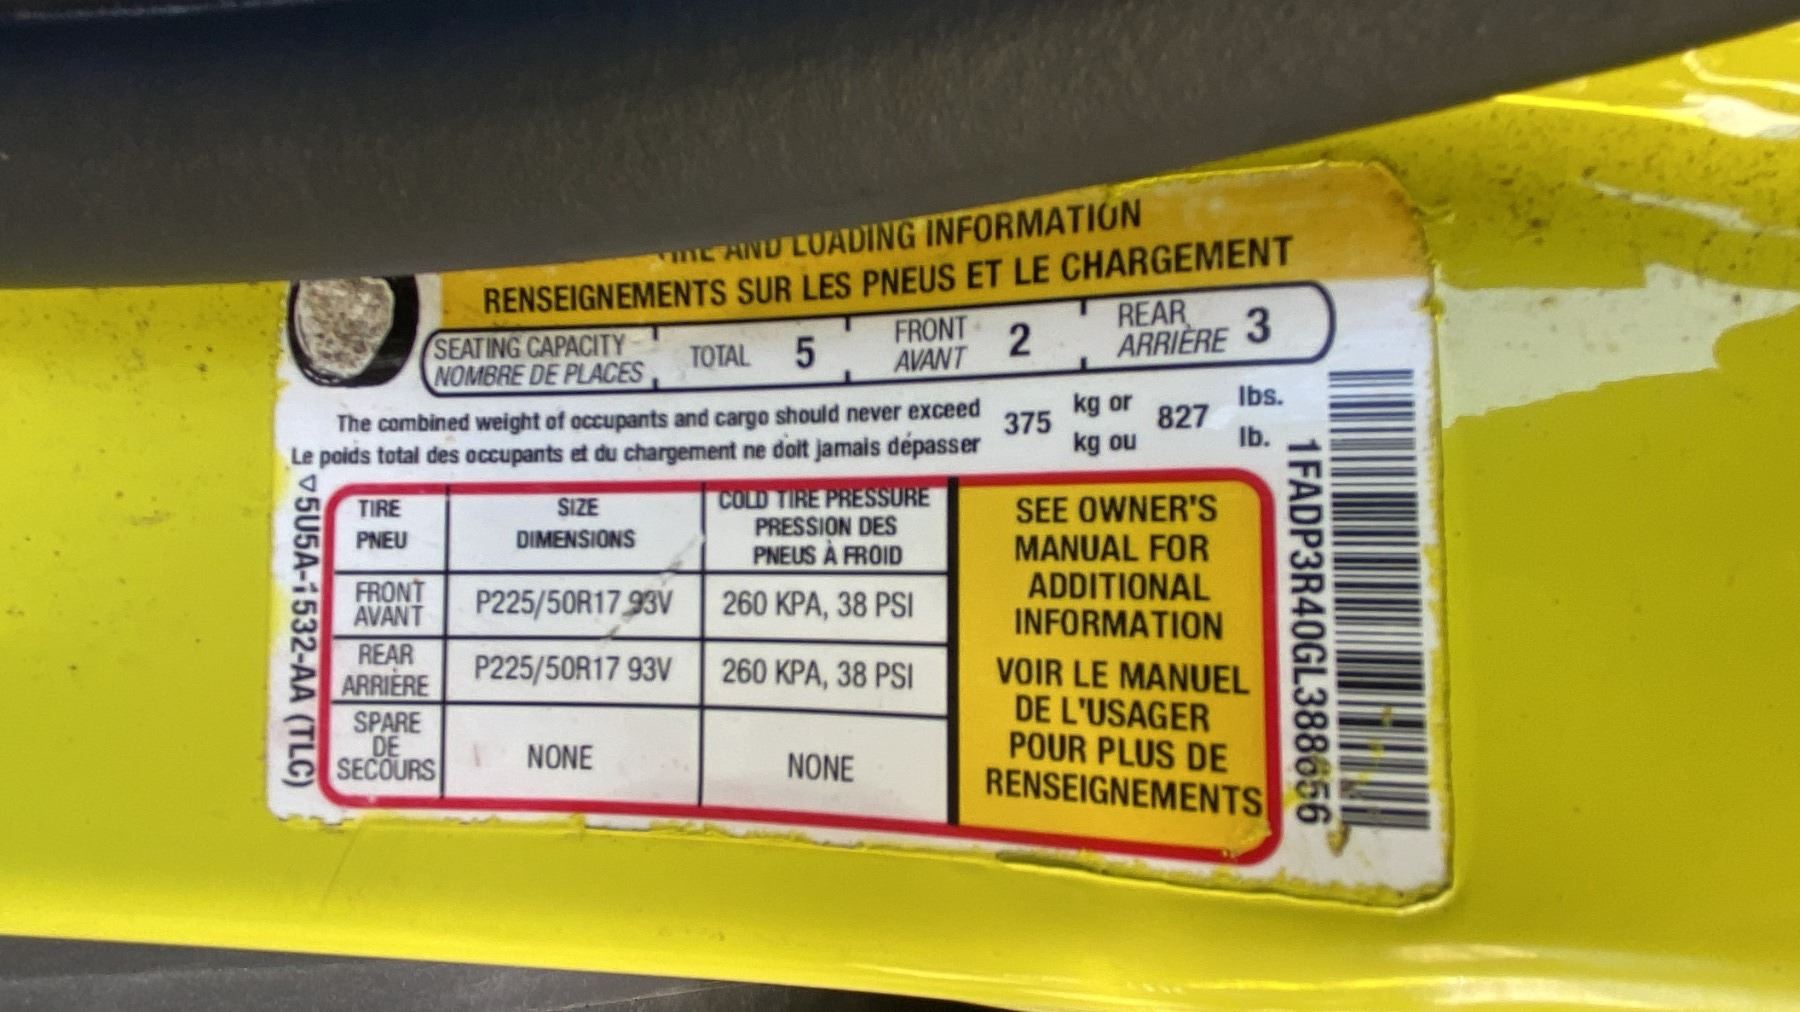 TIRE AND LOADING INFORMATION
RENSEIGNEMENTS SUR LES PNEUS ET LE CHARGEMENT
SEATING CAPACITY
NOMBRE DE PLACES
TOTAL 5
FRONT
AVANT
2
REAR
ARRIÈRE
3
The combined weight of occupants and cargo should never exceed 375 kg or 827 lbs.
Le poids total des occupants et du chargement ne doit jamais dépasser kg ou lb.
TIRE
PNEU
SIZE
DIMENSIONS
COLD TIRE PRESSURE
PRESSION DES
PNEUS À FROID
FRONT
AVANT
P225/50R17 93V
260 KPA, 38 PSI
REAR
ARRIÈRE
P225/50R17 93V
260 KPA, 38 PSI
SPARE
DE
SECOURS
NONE
NONE
SEE OWNER'S
MANUAL FOR
ADDITIONAL
INFORMATION
VOIR LE MANUEL
DE L'USAGER
POUR PLUS DE
RENSEIGNEMENTS
5U5A-1532-AA (TLC)
1FADP3R40GL388656